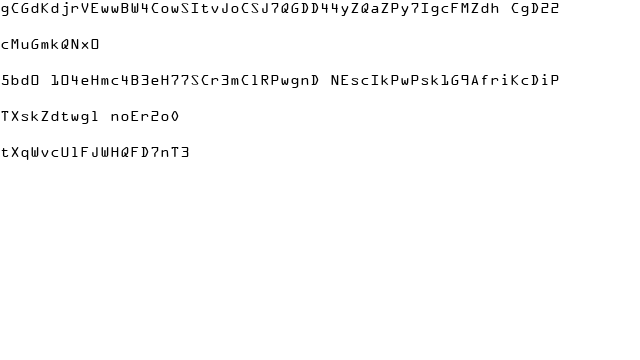 gCGdKdjrVEwwBW4CowSItvJoCSJ7QGDD44yZQaZPy7IgcFMZdh CgD22
cMuGmkQNx0
5bd0 104eHmc4B3eH77SCr3mC1RPwgnD NEscIkPwPsk1G9AfriKcDiP
TXskZdtwgl noEr2o0
tXqWvcUlFJWHQFD7nT3